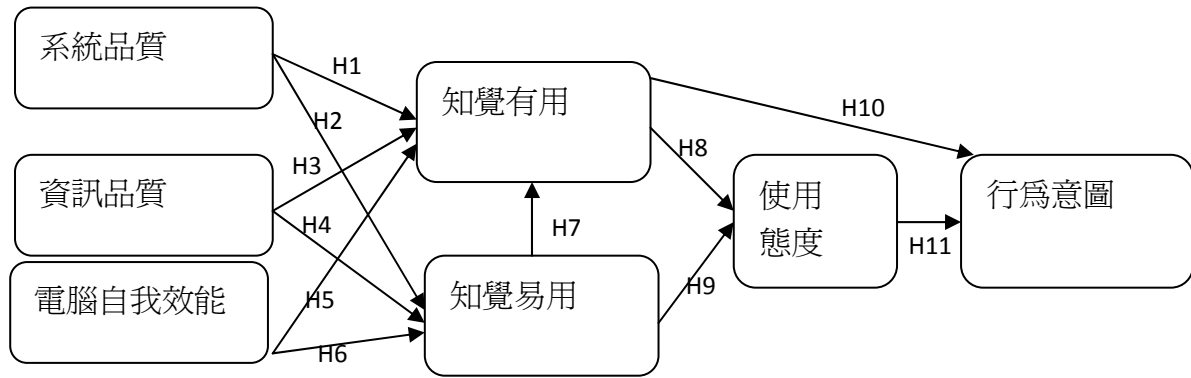 系統品質
H1
知覺有用
H10
H2
H8
資訊品質
H3
使用
態度
行為意圖
H4
H7
H11
電腦自我效能
H5
知覺易用
H9
H6